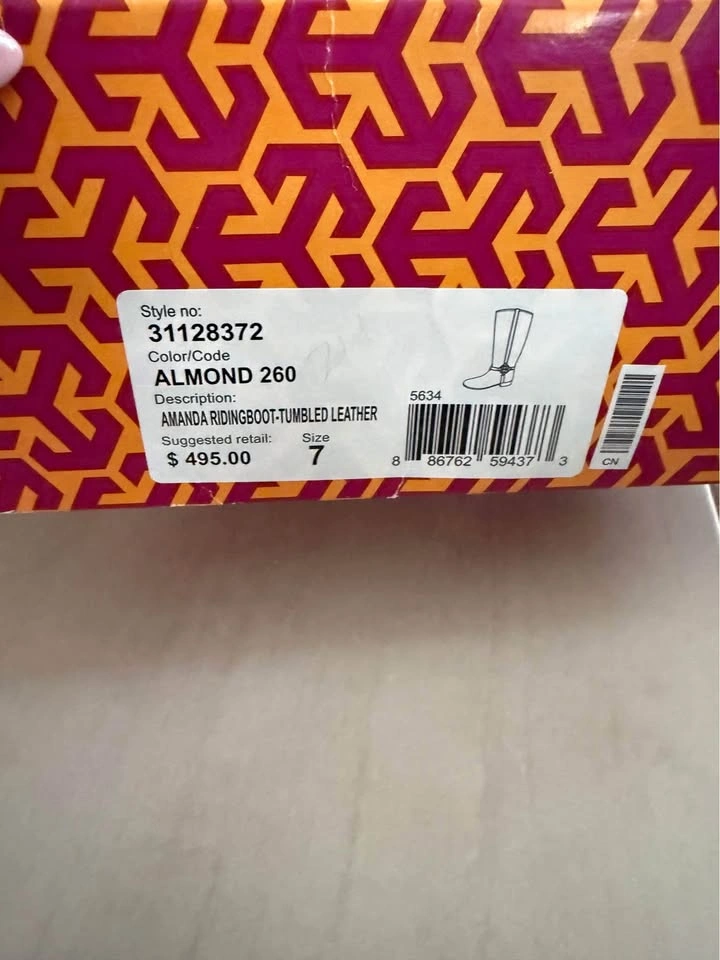 Style no:
31128372
Color/Code
ALMOND 260
Description:
AMANDA RIDINGBOOT-TUMBLED LEATHER
Suggested retail: Size
$ 495.00 7
5634
8 86762 59437 3
CN